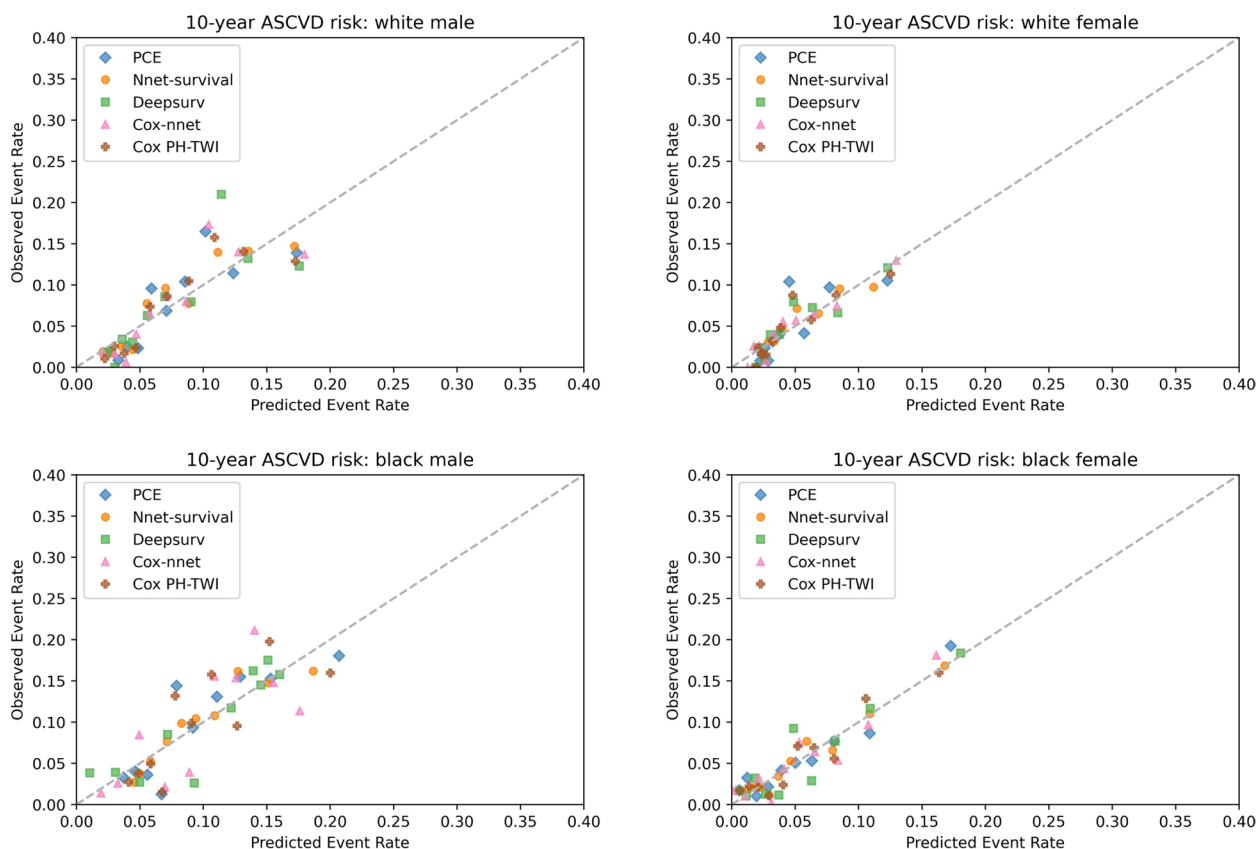 10-year ASCVD risk: white male
0.40
0.35
0.30
0.25
0.20
0.15
0.10
0.05
0.00
Observed Event Rate
PCE
Nnet-survival
Deepsurv
Cox-nnet
Cox PH-TWI
0.00 0.05 0.10 0.15 0.20 0.25 0.30 0.35 0.40
Predicted Event Rate
10-year ASCVD risk: white female
0.40
0.35
0.30
0.25
0.20
0.15
0.10
0.05
0.00
Observed Event Rate
PCE
Nnet-survival
Deepsurv
Cox-nnet
Cox PH-TWI
0.00 0.05 0.10 0.15 0.20 0.25 0.30 0.35 0.40
Predicted Event Rate
10-year ASCVD risk: black male
0.40
0.35
0.30
0.25
0.20
0.15
0.10
0.05
0.00
Observed Event Rate
PCE
Nnet-survival
Deepsurv
Cox-nnet
Cox PH-TWI
0.00 0.05 0.10 0.15 0.20 0.25 0.30 0.35 0.40
Predicted Event Rate
10-year ASCVD risk: black female
0.40
0.35
0.30
0.25
0.20
0.15
0.10
0.05
0.00
Observed Event Rate
PCE
Nnet-survival
Deepsurv
Cox-nnet
Cox PH-TWI
0.00 0.05 0.10 0.15 0.20 0.25 0.30 0.35 0.40
Predicted Event Rate